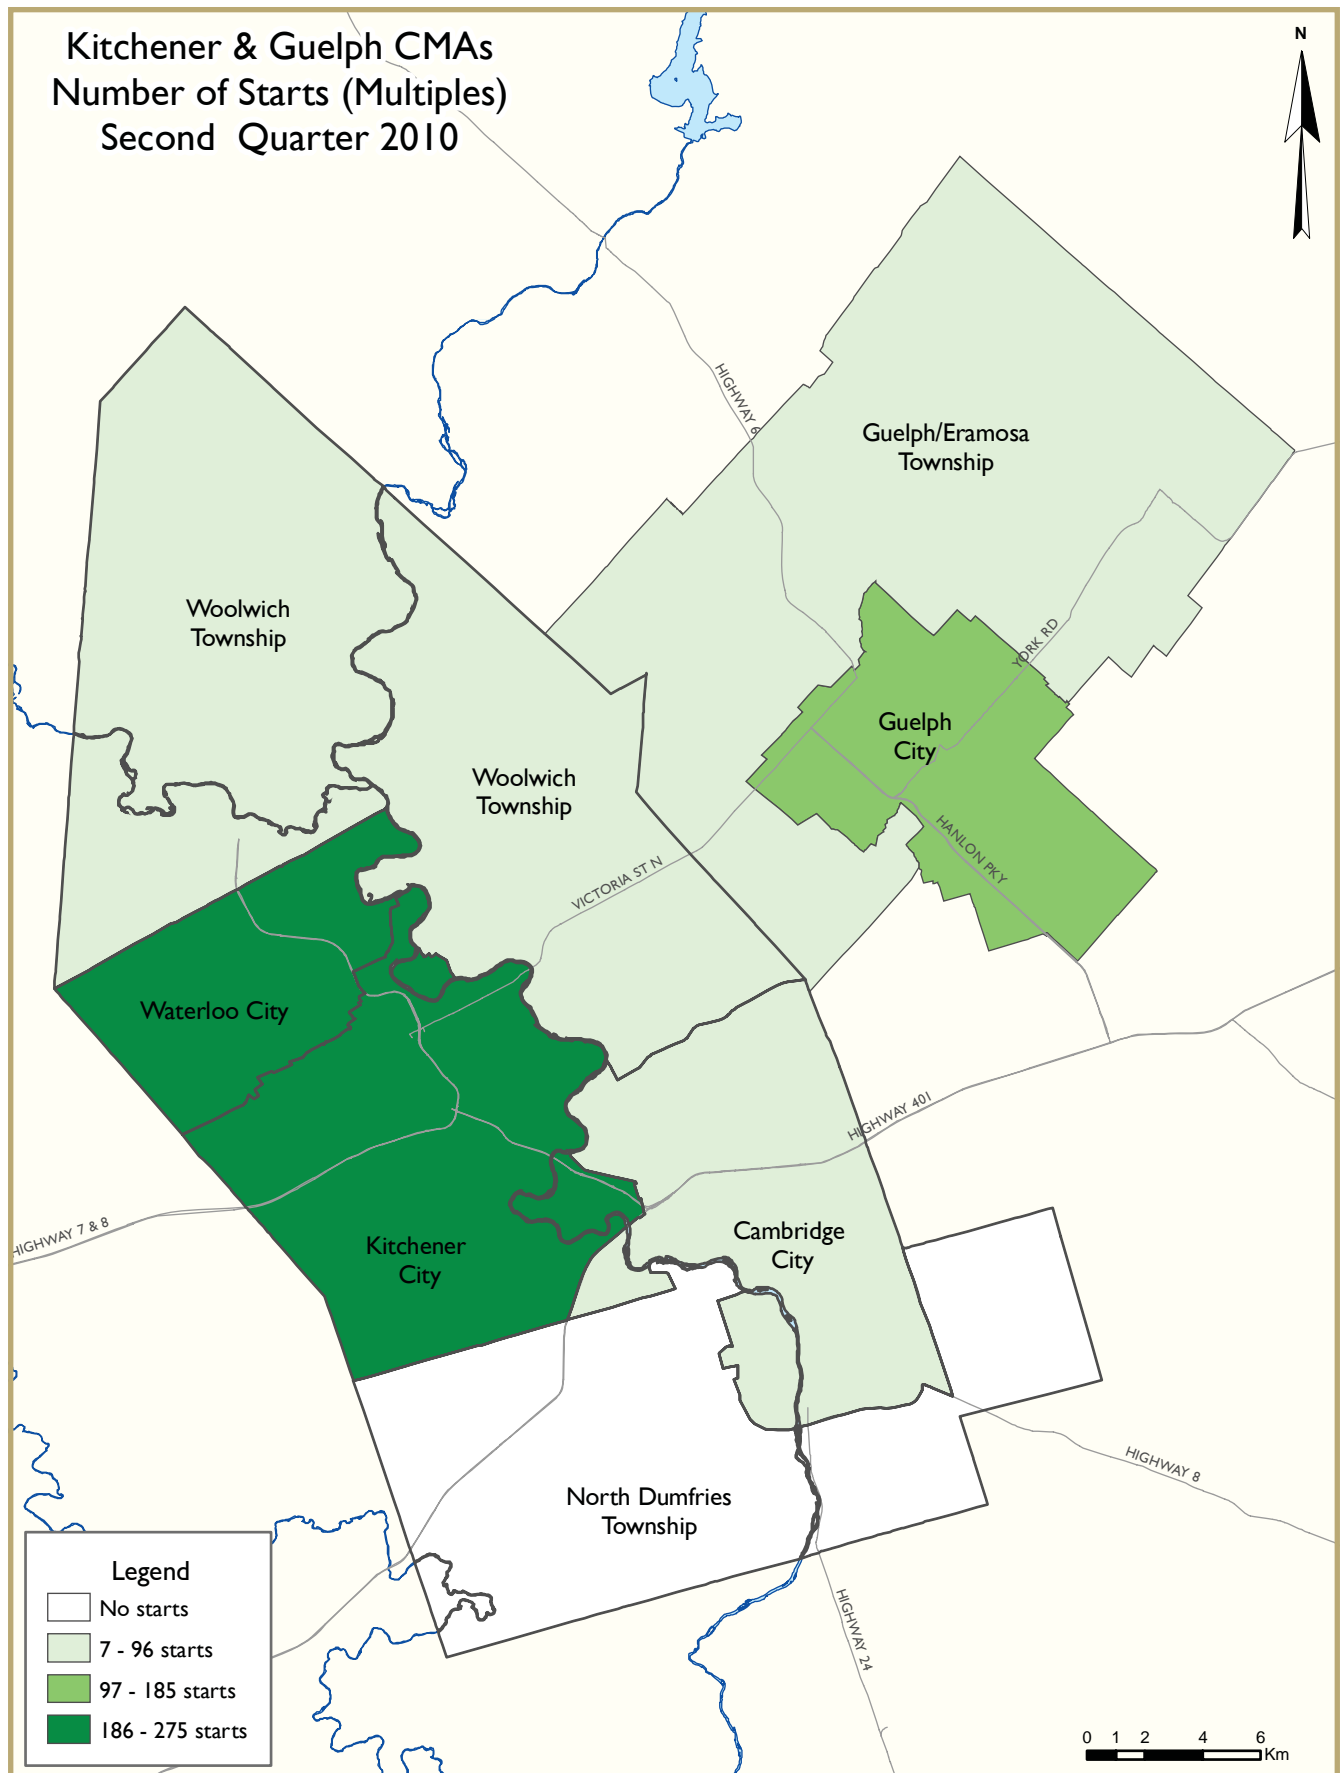 Kitchener & Guelph CMAs
Number of Starts (Multiples)
Second Quarter 2010
N
HIGHWAY 6
Guelph/Eramosa
Township
Woolwich
Township
YORK RD
Guelph
City
Woolwich
Township
HANLON PKY
VICTORIA ST N
Waterloo City
HIGHWAY 401
HIGHWAY 7 & 8
Kitchener
City
Cambridge
City
HIGHWAY 8
North Dumfries
Township
HIGHWAY 24
Legend
No starts
7 - 96 starts
97 - 185 starts
186 - 275 starts
0 1 2 4 6
Km